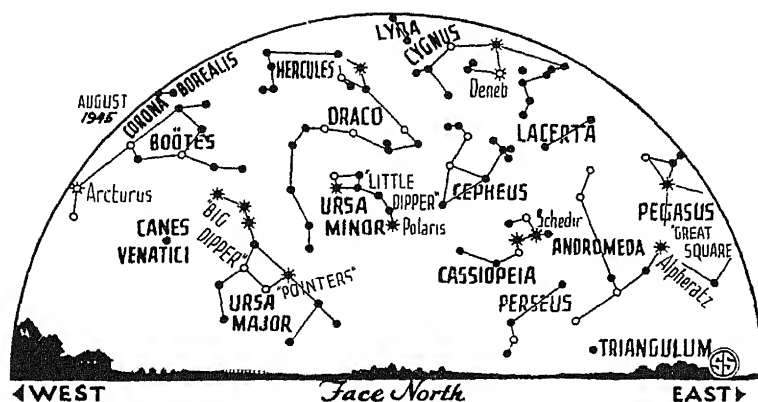 LYRA
CYGNUS
HERCULES
Deneb
CORONA BOREALIS
AUGUST
1945
BOÖTES
DRACO
LACERTA
Arcturus
"LITTLE
DIPPER"
URSA
MINOR
Polaris
CEPHEUS
PEGASUS
"GREAT
SQUARE"
CANES
VENATICI
"BIG
DIPPER"
Schedir
ANDROMEDA
Alpheratz
CASSIOPEIA
"POINTERS"
URSA
MAJOR
PERSEUS
TRIANGULUM
WEST
Face North
EAST